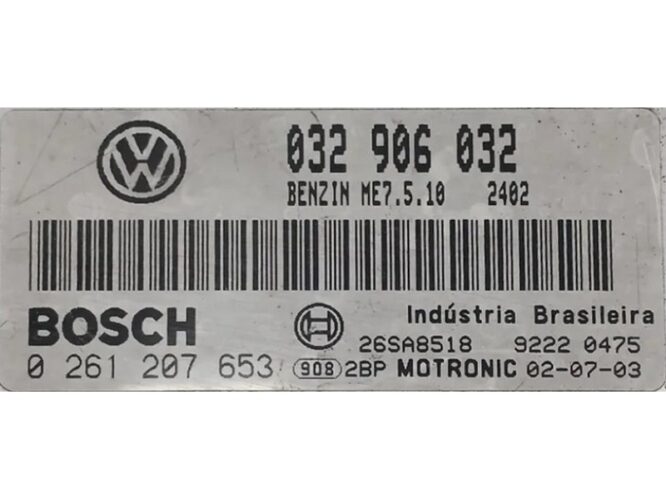 032 906 032
BENZIN ME7.5.10 2402
BOSCH
Indústria Brasileira
26SA8518 9222 0475
0 261 207 653 908 2BP MOTRONIC 02-07-03